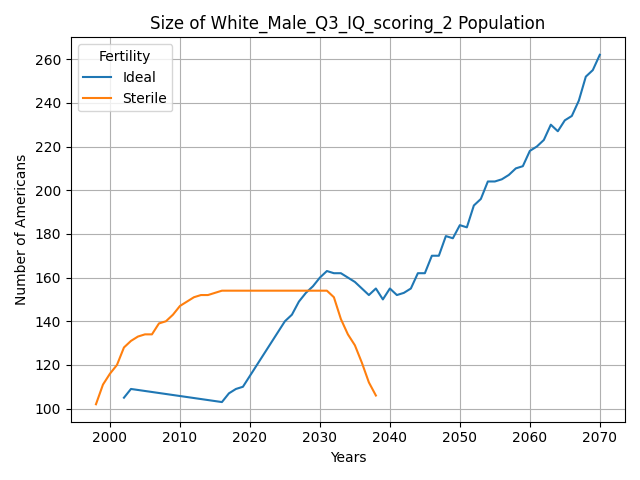 Size of White_Male_Q3_IQ_scoring_2 Population
Fertility
Ideal
Sterile
Number of Americans
260
240
220
200
180
160
140
120
100
2000 2010 2020 2030 2040 2050 2060 2070
Years